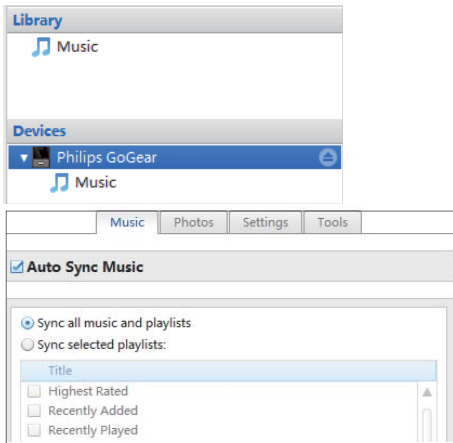 Library
Music
Devices
Philips GoGear
Music
Music Photos Settings Tools
Auto Sync Music
Sync all music and playlists
Sync selected playlists:
Title
Highest Rated
Recently Added
Recently Played